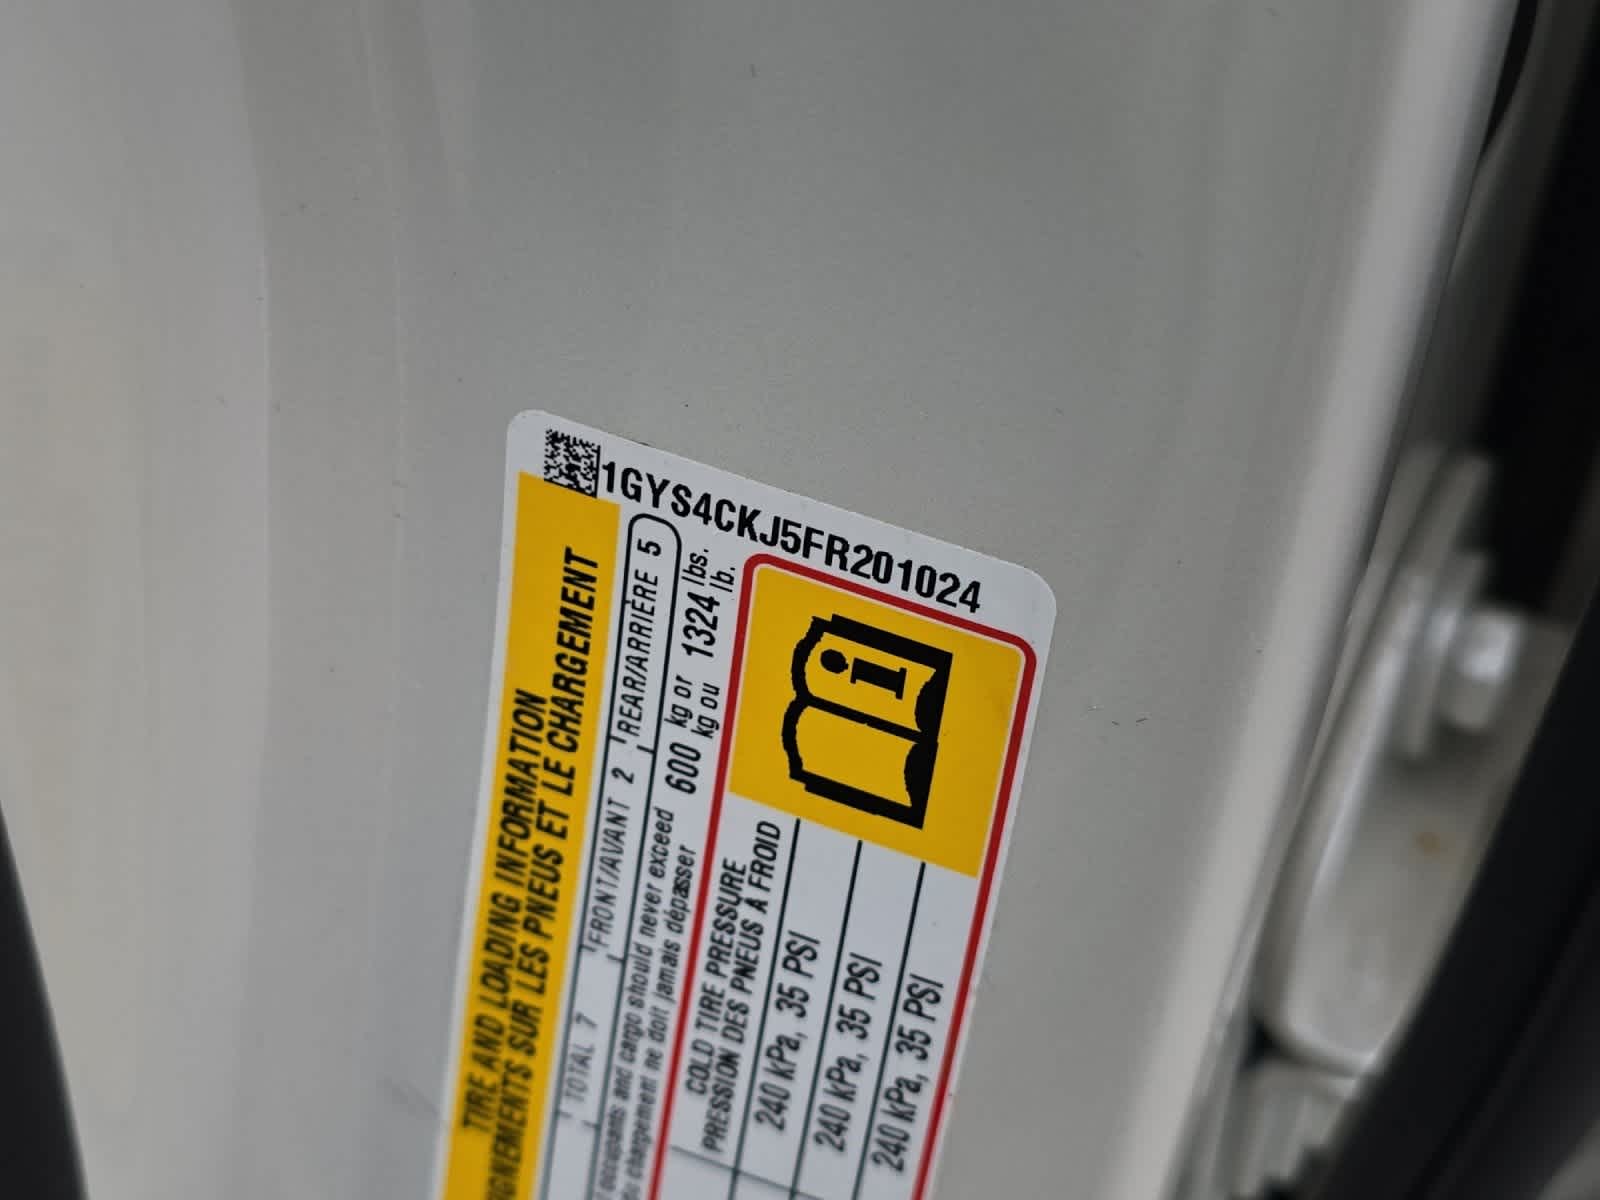 1GYS4CKJ5FR201024
TIRE AND LOADING INFORMATION
SUR LES PNEUS ET LE CHARGEMENT
TOTAL 7 FRONT/AVANT 2 REAR/ARRIÈRE 5
occupants and cargo should never exceed 600 kg or 1324 lbs.
chargement ne doit jamais dépasser kg ou lb.
COLD TIRE PRESSURE
PRESSION DES PNEUS À FROID
240 kPa, 35 PSI
240 kPa, 35 PSI
240 kPa, 35 PSI